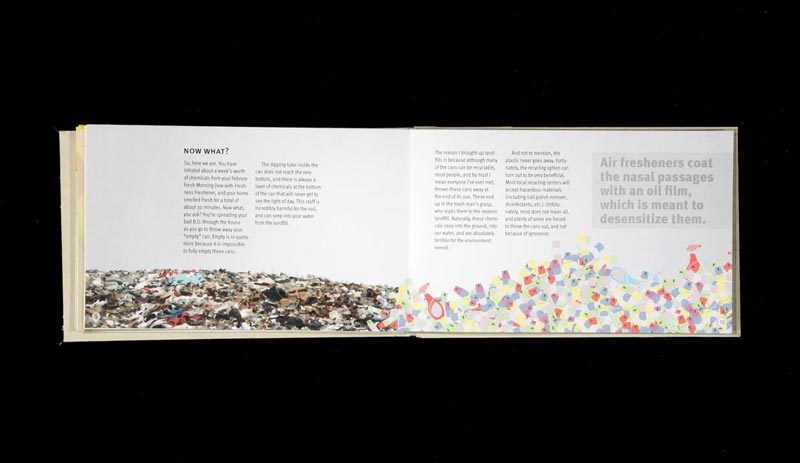 NOW WHAT?
So, here we are. You have
inhaled about a week's worth
of chemicals from your Febreze
Fresh Morning Dew with Fresh-
ness freshener, and your home
smelled Fresh for a total of
about 30 minutes. Now what,
you ask? You're spreading your
bad B.O. through the house
as you go to throw away your
"empty" can. Empty is in quota-
tions because it is impossible
to fully empty these cans.
The dipping tube inside the
can does not reach the very
bottom, and there is always a
layer of chemicals at the bottom
of the can that will never get to
see the light of day. This stuff is
incredibly harmful for the soil,
and can seep into your water
from the landfill.
The reason I brought up land
fills is because although many
of the cans can be recyclable,
most people, and by most I
mean everyone I've ever met,
throws these cans away at
the end of its use. These end
up in the trash man's grasp,
who leads them to the nearest
landfill. Naturally, these chemi-
cals seep into the ground, into
our water, and are absolutely
terrible for the environment
overall.
And not to mention, the
plastic never goes away. Fortu-
nately, the recycling option can
turn out to be very beneficial.
Most local recycling centers will
accept hazardous materials
(including nail polish remover,
disinfectants, etc.). Unfortu-
nately, most does not mean all,
and plenty of areas are forced
to throw the cans out, and not
because of ignorance.
Air fresheners coat
the nasal passages
with an oil film,
which is meant to
desensitize them.